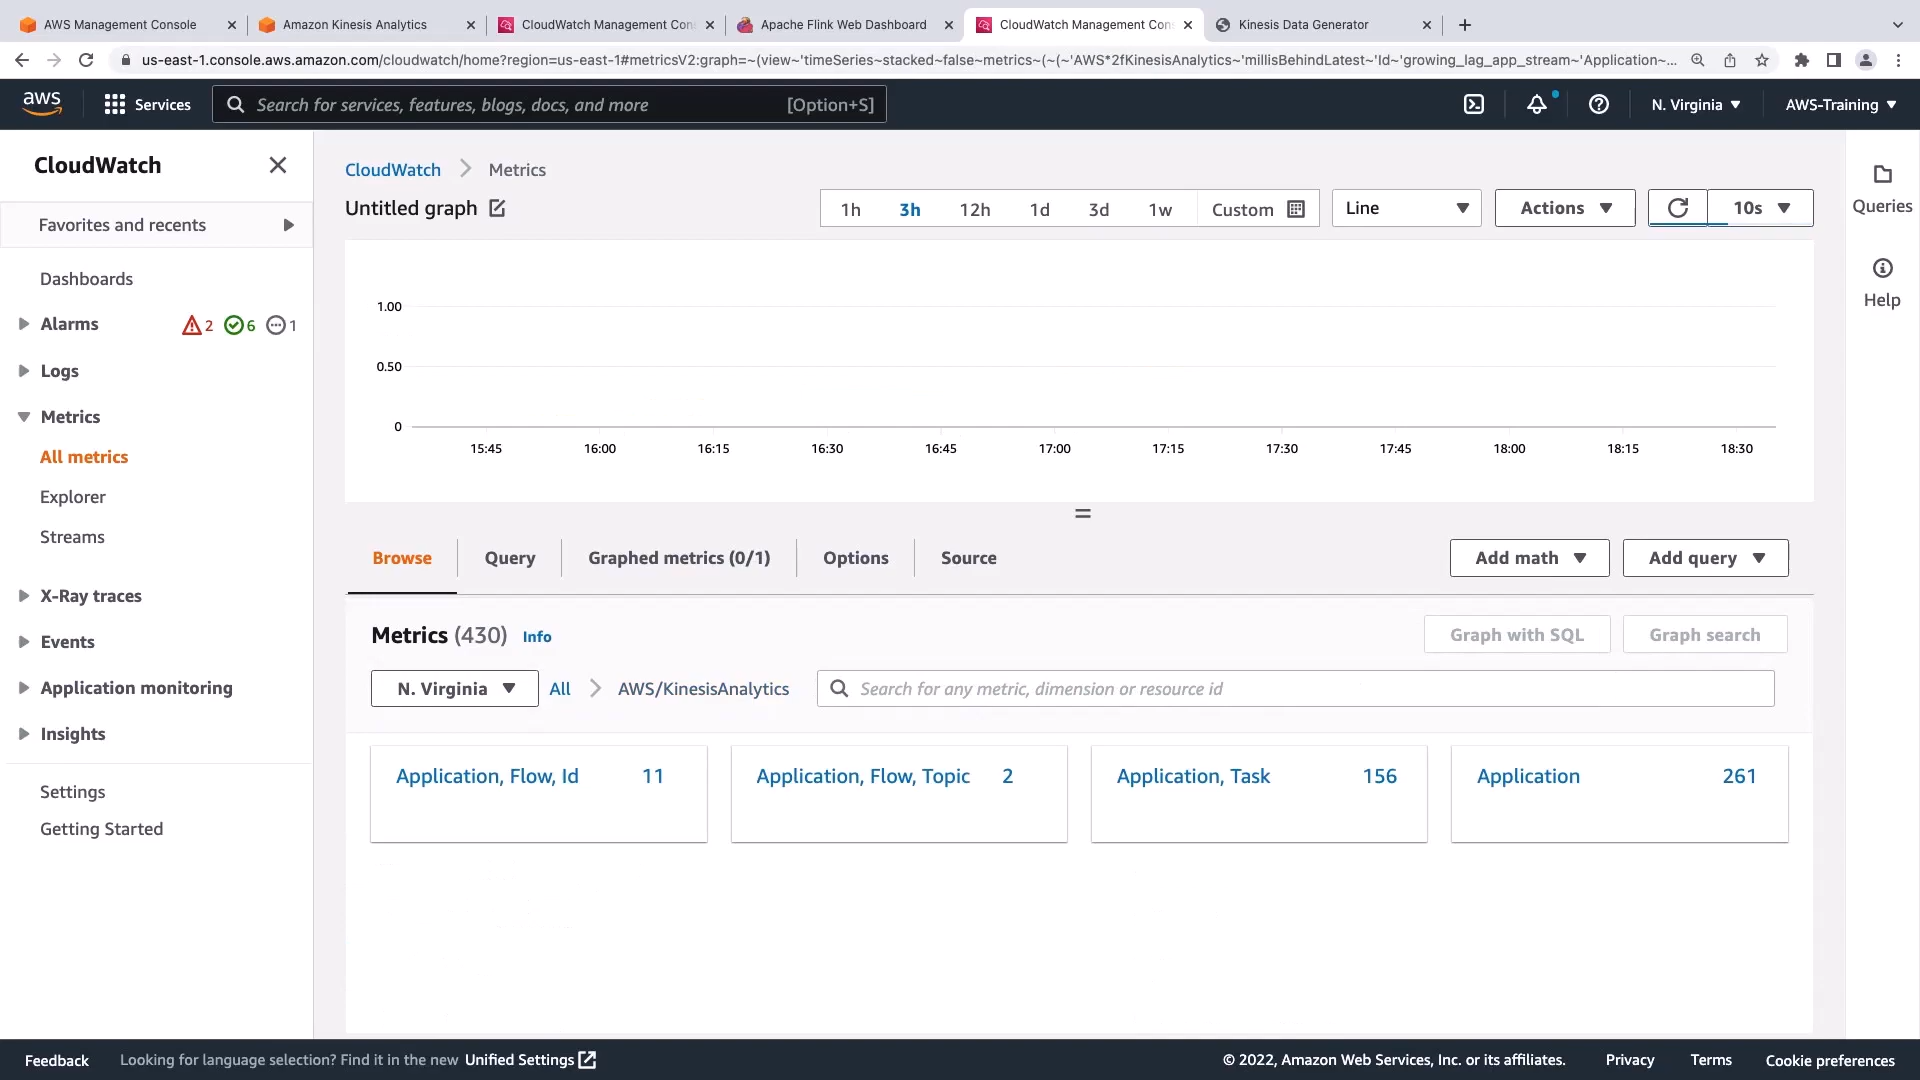 AWS Management Console
Amazon Kinesis Analytics
CloudWatch Management Con
Apache Flink Web Dashboard
CloudWatch Management Con
Kinesis Data Generator
us-east-1.console.aws.amazon.com/cloudwatch/home?region=us-east-1#metricsV2:graph=~(view~'timeSeries~stacked~false~metrics~(~(~'AWS*2fKinesisAnalytics~'millisBehindLatest~'Id~'growing_lag_app_stream~'Application~...
aws
Services
Search for services, features, blogs, docs, and more
[Option+S]
N. Virginia
AWS-Training
CloudWatch
Favorites and recents
Dashboards
Alarms
2
6
1
Logs
Metrics
All metrics
Explorer
Streams
X-Ray traces
Events
Application monitoring
Insights
Settings
Getting Started
CloudWatch
Metrics
Untitled graph
1h
3h
12h
1d
3d
1w
Custom
Line
Actions
10s
Queries
Help
1.00
0.50
0
15:45
16:00
16:15
16:30
16:45
17:00
17:15
17:30
17:45
18:00
18:15
18:30
Browse
Query
Graphed metrics (0/1)
Options
Source
Add math
Add query
Metrics (430)
Info
Graph with SQL
Graph search
N. Virginia
All
AWS/KinesisAnalytics
Search for any metric, dimension or resource id
Application, Flow, Id
11
Application, Flow, Topic
2
Application, Task
156
Application
261
Feedback
Looking for language selection? Find it in the new Unified Settings
© 2022, Amazon Web Services, Inc. or its affiliates.
Privacy
Terms
Cookie preferences